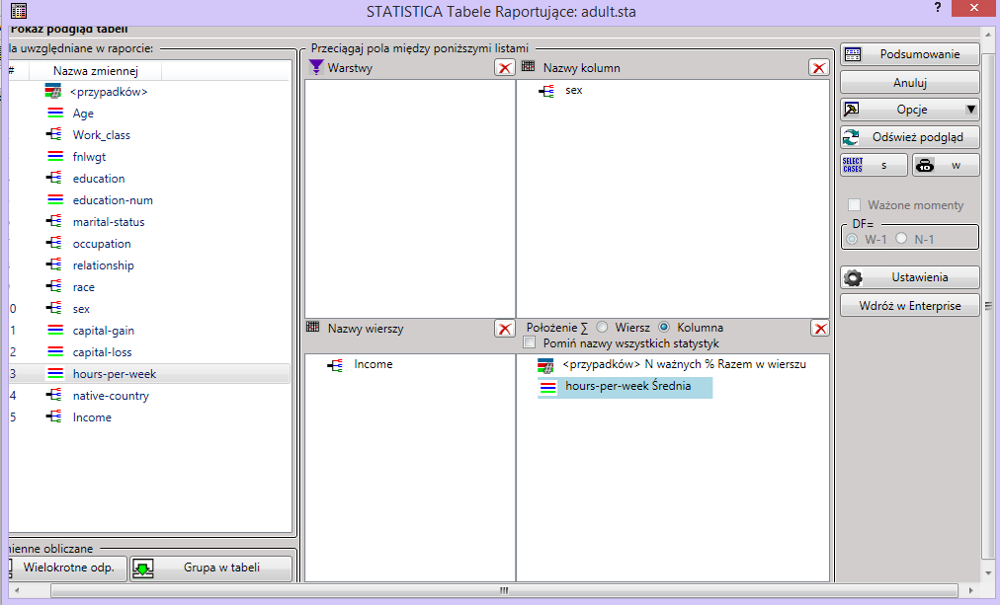 STATISTICA Tabele Raportujące: adult.sta
?
Pokaż podgląd tabeli
la uwzględniane w raporcie:
# Nazwa zmiennej
<przypadków>
Age
Work_class
fnlwgt
education
education-num
marital-status
occupation
relationship
race
0 sex
1 capital-gain
2 capital-loss
3 hours-per-week
4 native-country
5 Income
mienne obliczane
Wielokrotne odp.
Grupa w tabeli
Przeciągaj pola między poniższymi listami
Warstwy
Nazwy kolumn
sex
Nazwy wierszy
Income
Położenie ∑ Wiersz Kolumna
Pomiń nazwy wszystkich statystyk
<przypadków> N ważnych % Razem w wierszu
hours-per-week Średnia
Podsumowanie
Anuluj
Opcje
Odśwież podgląd
SELECT CASES s
10 w
Ważone momenty
DF=
W-1 N-1
Ustawienia
Wdróż w Enterprise